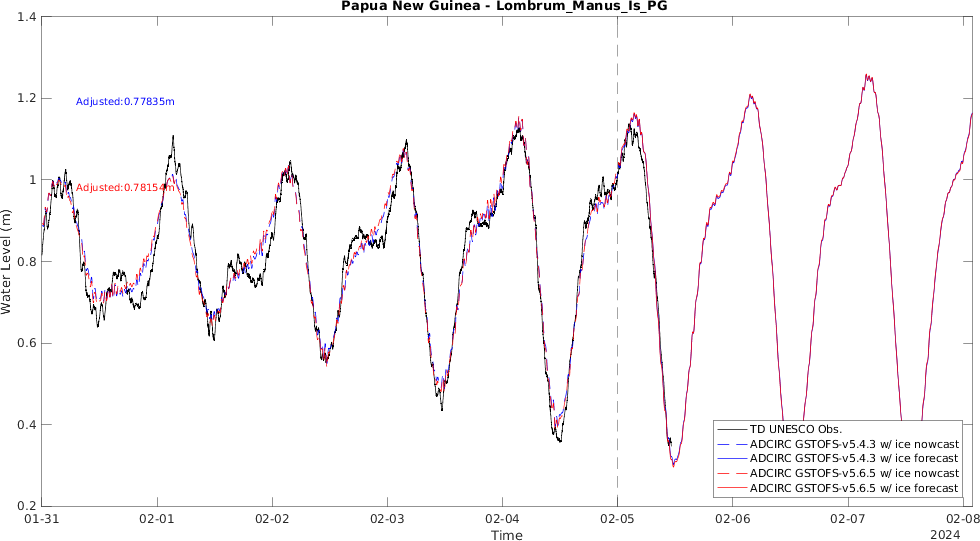 Papua New Guinea - Lombrum_Manus_Is_PG
1.4
1.2
1
0.8
0.6
0.4
0.2
Water Level (m)
Adjusted:0.77835m
Adjusted:0.78154m
TD UNESCO Obs.
ADCIRC GSTOFS-v5.4.3 w/ ice nowcast
ADCIRC GSTOFS-v5.4.3 w/ ice forecast
ADCIRC GSTOFS-v5.6.5 w/ ice nowcast
ADCIRC GSTOFS-v5.6.5 w/ ice forecast
01-31 02-01 02-02 02-03 02-04 02-05 02-06 02-07 02-08
Time
2024